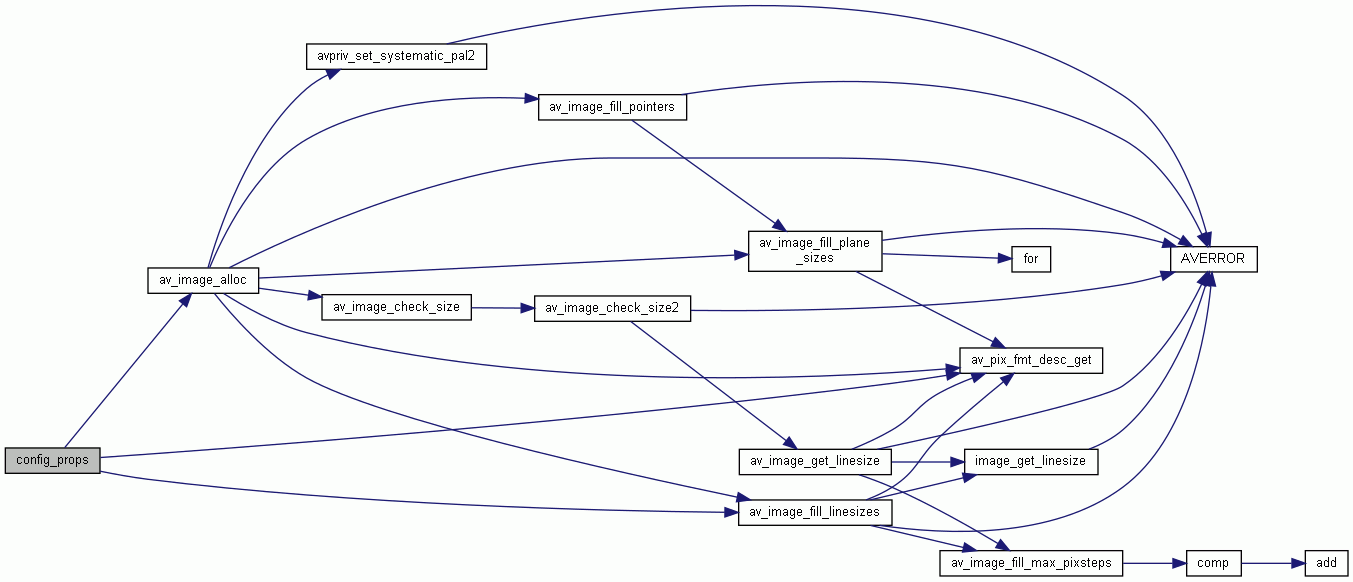 avpriv_set_systematic_pal2
av_image_fill_pointers
av_image_fill_plane
_sizes
for
AVERROR
av_image_alloc
av_image_check_size
av_image_check_size2
av_pix_fmt_desc_get
config_props
av_image_get_linesize
image_get_linesize
av_image_fill_linesizes
av_image_fill_max_pixsteps
comp
add